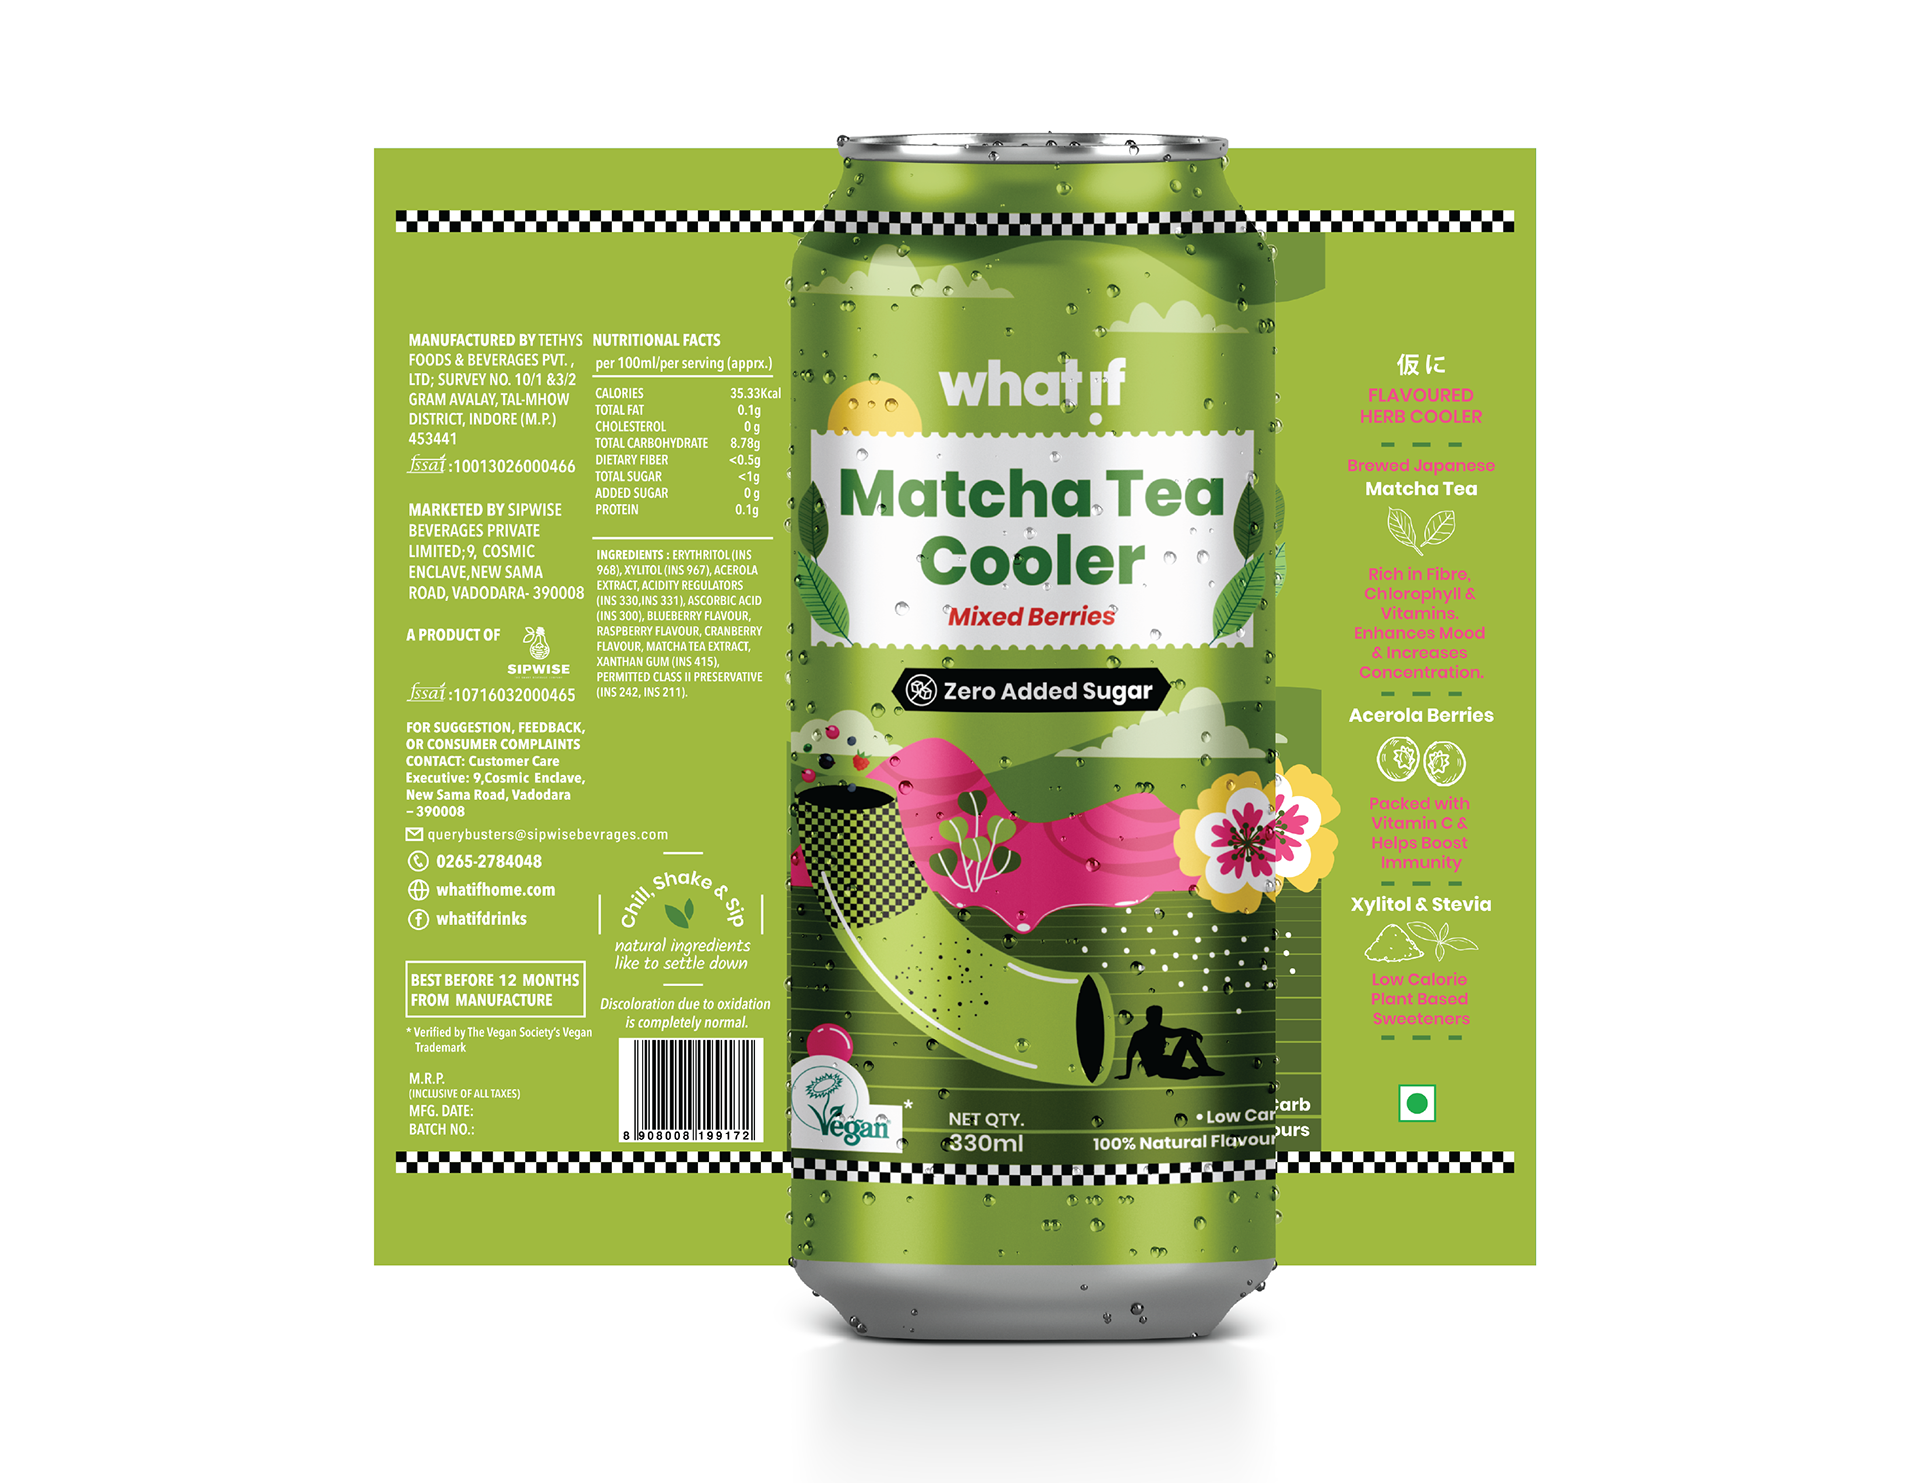 MANUFACTURED BY TETHYS
FOODS & BEVERAGES PVT. ,
LTD; SURVEY NO. 10/1 &3/2
GRAM AVALAY, TAL-MHOW
DISTRICT, INDORE (M.P.)
453441
fssai :10013026000466
MARKETED BY SIPWISE
BEVERAGES PRIVATE
LIMITED;9, COSMIC
ENCLAVE,NEW SAMA
ROAD, VADODARA- 390008
A PRODUCT OF
SIPWISE
fssai :10716032000465
FOR SUGGESTION, FEEDBACK,
OR CONSUMER COMPLAINTS
CONTACT: Customer Care
Executive: 9,Cosmic Enclave,
New Sama Road, Vadodara
– 390008
querybusters@sipwisebevrages.com
0265-2784048
whatifhome.com
whatifdrinks
BEST BEFORE 12 MONTHS
FROM MANUFACTURE
* Verified by The Vegan Society's Vegan
Trademark
M.R.P.
(INCLUSIVE OF ALL TAXES)
MFG. DATE:
BATCH NO.:
NUTRITIONAL FACTS
per 100ml/per serving (apprx.)
CALORIES 35.33Kcal
TOTAL FAT 0.1g
CHOLESTEROL 0 g
TOTAL CARBOHYDRATE 8.78g
DIETARY FIBER <0.5g
TOTAL SUGAR <1g
ADDED SUGAR 0 g
PROTEIN 0.1g
INGREDIENTS : ERYTHRITOL (INS
968), XYLITOL (INS 967), ACEROLA
EXTRACT, ACIDITY REGULATORS
(INS 330,INS 331), ASCORBIC ACID
(INS 300), BLUEBERRY FLAVOUR,
RASPBERRY FLAVOUR, CRANBERRY
FLAVOUR, MATCHA TEA EXTRACT,
XANTHAN GUM (INS 415),
PERMITTED CLASS II PRESERVATIVE
(INS 242, INS 211).
Chill, Shake & Sip
natural ingredients
like to settle down
Discoloration due to oxidation
is completely normal.
8 908008 199172
what if
Matcha Tea
Cooler
Mixed Berries
Zero Added Sugar
Vegan *
NET QTY.
330ml
• Low Car
100% Natural Flavour
carb
ours
仮に
FLAVOURED
HERB COOLER
Brewed Japanese
Matcha Tea
Rich in Fibre,
Chlorophyll &
Vitamins.
Enhances Mood
& Increases
Concentration.
Acerola Berries
Packed with
Vitamin C &
Helps Boost
Immunity
Xylitol & Stevia
Low Calorie
Plant Based
Sweeteners